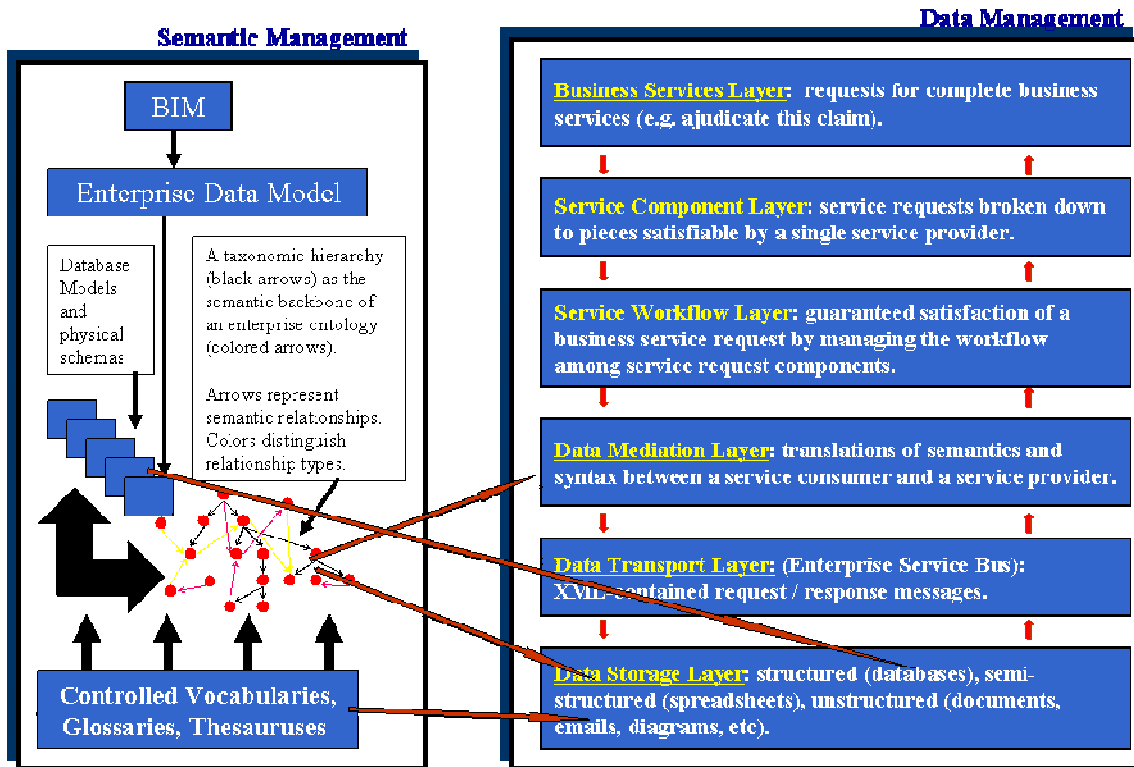 Semantic Management
BIM
Enterprise Data Model
Database
Models
and
physical
schemas
A taxonomic hierarchy
(black arrows) as the
semantic backbone of
an enterprise ontology
(colored arrows).
Arrows represent
semantic relationships.
Colors distinguish
relationship types.
Controlled Vocabularies,
Glossaries, Thesauruses
Data Management
Business Services Layer: requests for complete business
services (e.g. ajudicate this claim).
Service Component Layer: service requests broken down
to pieces satisfiable by a single service provider.
Service Workflow Layer: guaranteed satisfaction of a
business service request by managing the workflow
among service request components.
Data Mediation Layer: translations of semantics and
syntax between a service consumer and a service provider.
Data Transport Layer: (Enterprise Service Bus):
XML-contained request / response messages.
Data Storage Layer: structured (databases), semi-
structured (spreadsheets), unstructured (documents,
emails, diagrams, etc).